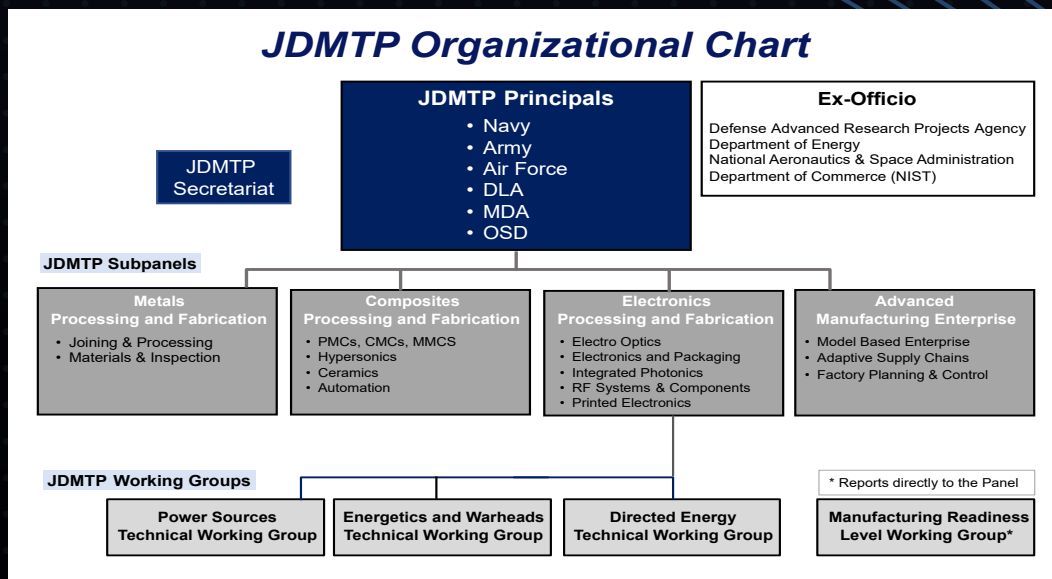 JDMTP Organizational Chart
JDMTP Principals
• Navy
• Army
• Air Force
• DLA
• MDA
• OSD
Ex-Officio
Defense Advanced Research Projects Agency
Department of Energy
National Aeronautics & Space Administration
Department of Commerce (NIST)
JDMTP
Secretariat
JDMTP Subpanels
Metals
Processing and Fabrication
• Joining & Processing
• Materials & Inspection
Composites
Processing and Fabrication
• PMCs, CMCs, MMCS
• Hypersonics
• Ceramics
• Automation
Electronics
Processing and Fabrication
• Electro Optics
• Electronics and Packaging
• Integrated Photonics
• RF Systems & Components
• Printed Electronics
Advanced
Manufacturing Enterprise
• Model Based Enterprise
• Adaptive Supply Chains
• Factory Planning & Control
JDMTP Working Groups
* Reports directly to the Panel
Power Sources
Technical Working Group
Energetics and Warheads
Technical Working Group
Directed Energy
Technical Working Group
Manufacturing Readiness
Level Working Group*